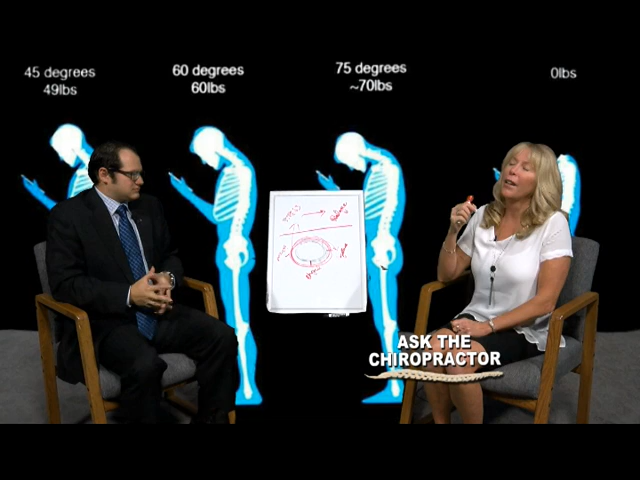 45 degrees
49lbs
60 degrees
60lbs
75 degrees
~70lbs
0lbs
ASK THE
CHIROPRACTOR